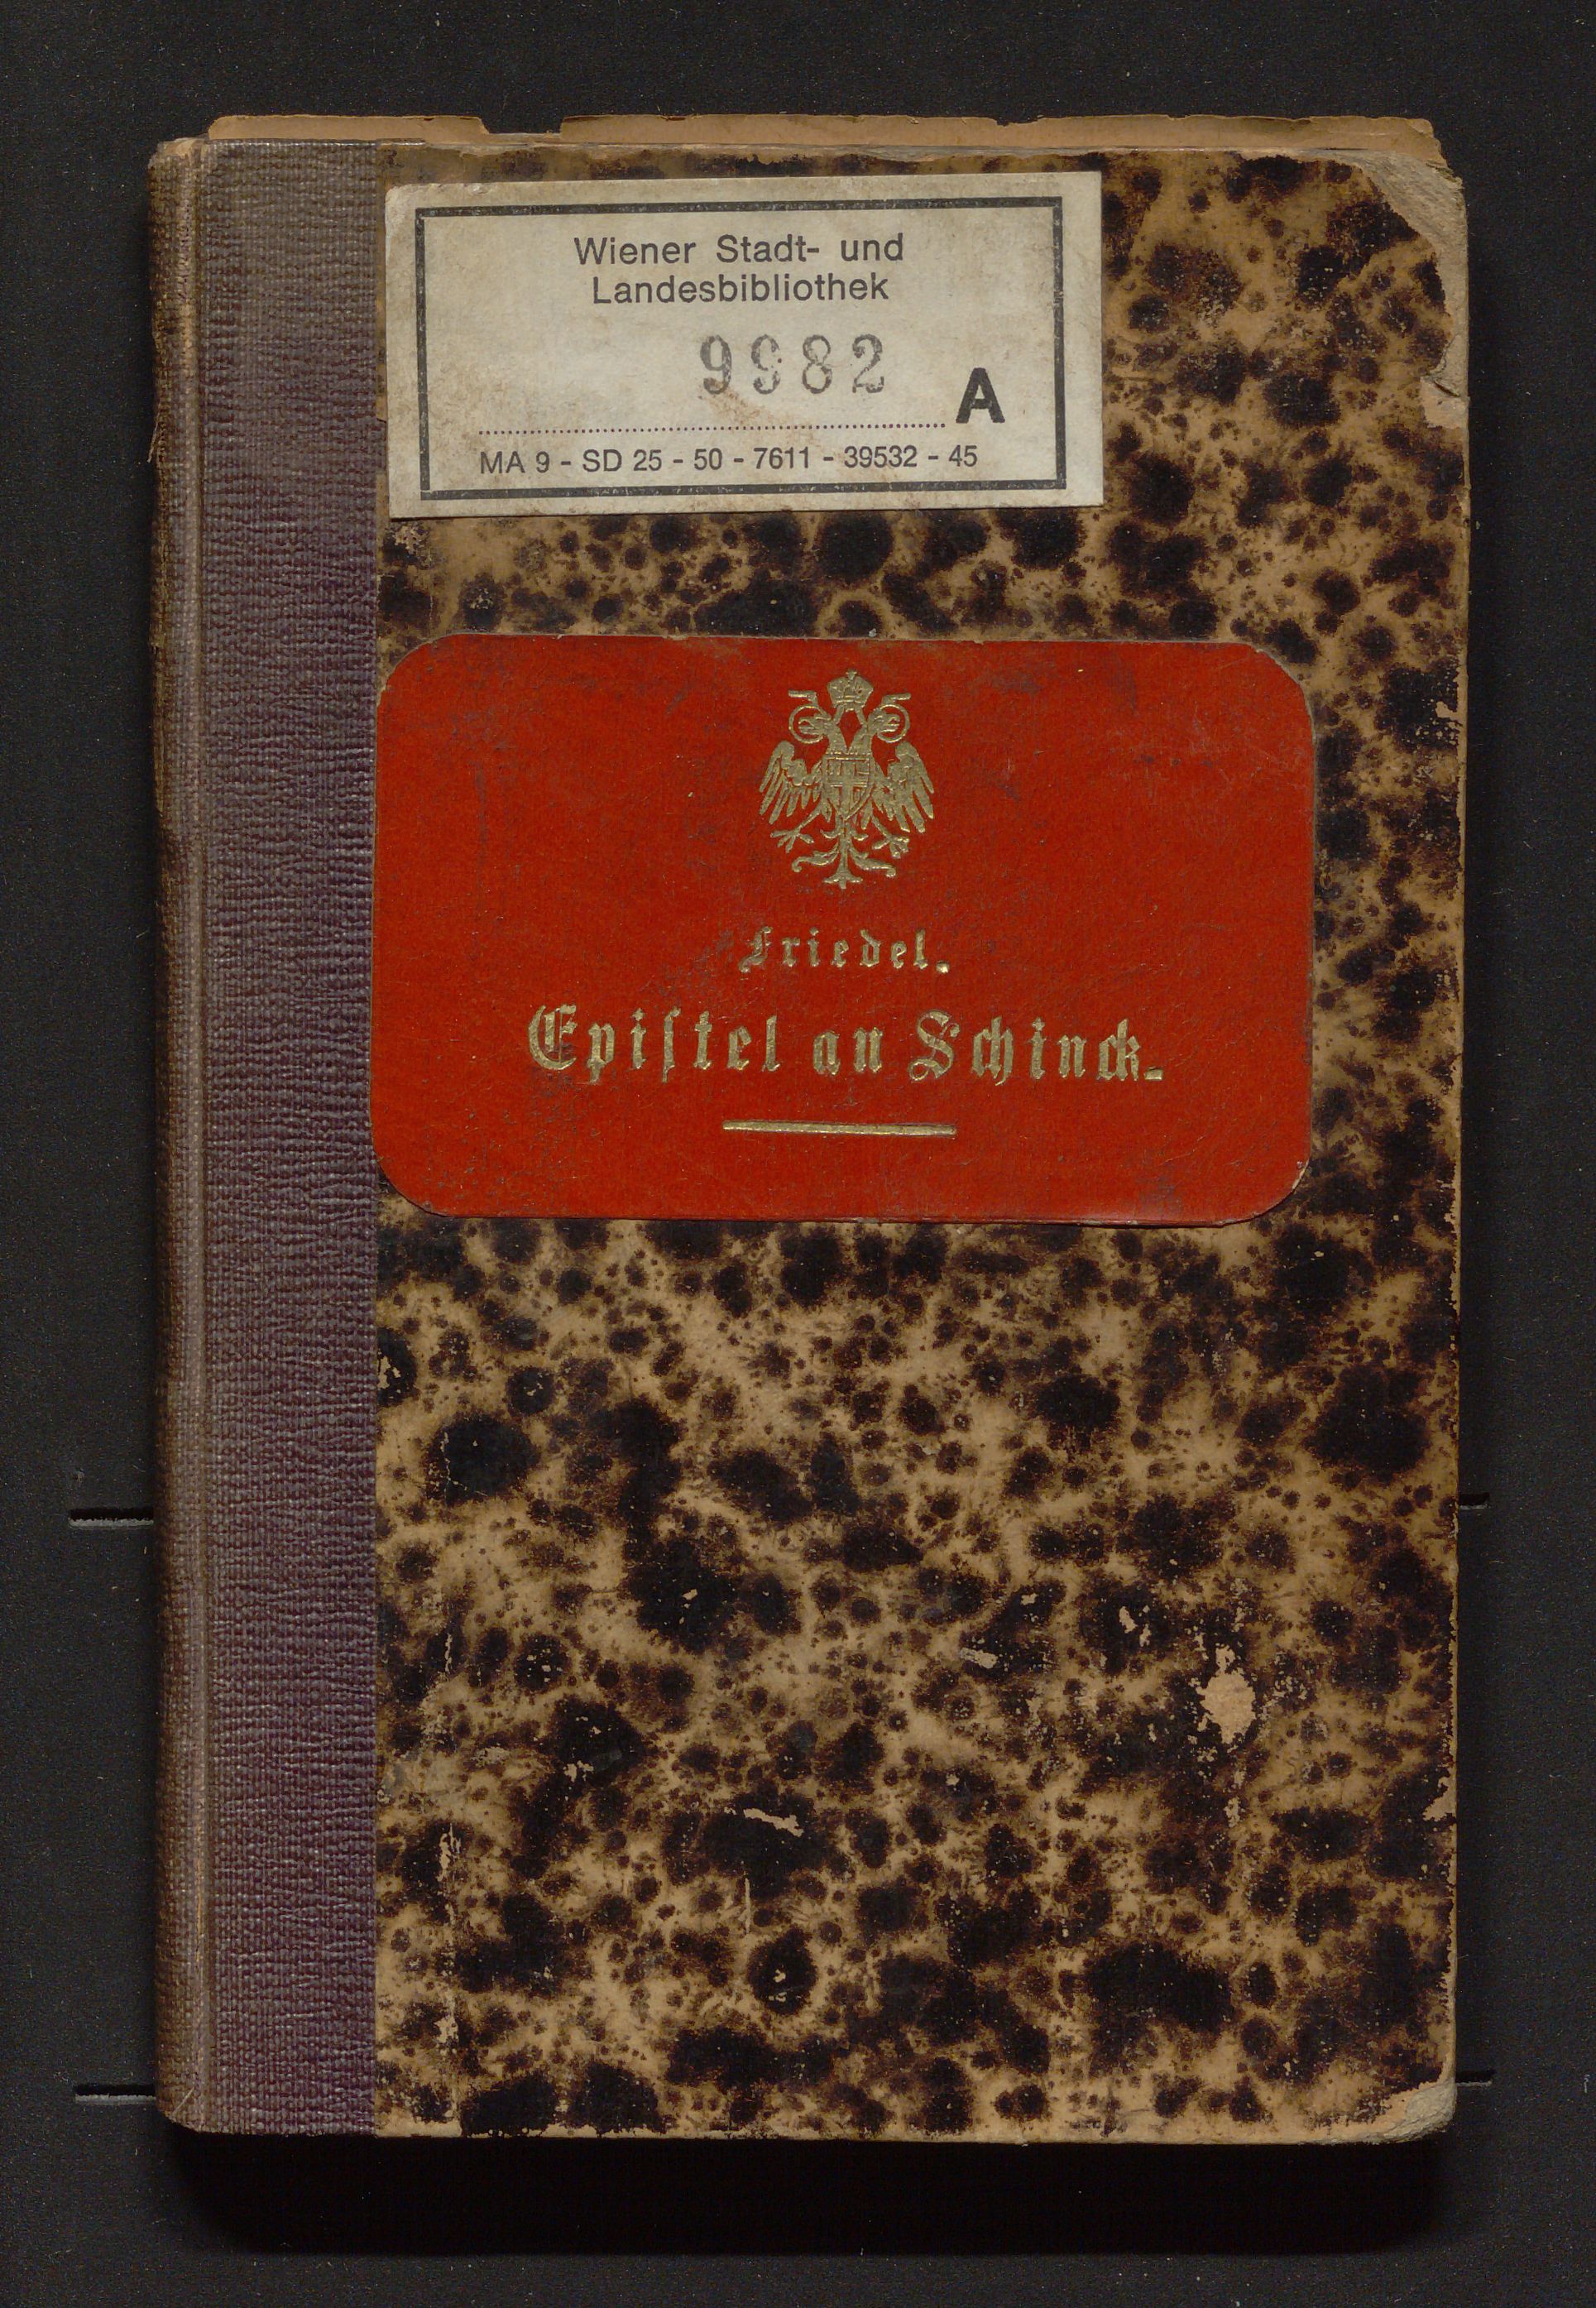 Wiener Stadt- und
Landesbibliothek
9982 A
MA 9 - SD 25 - 50 - 7611 - 39532 - 45
Friedel.
Epiſtel an Schinck.